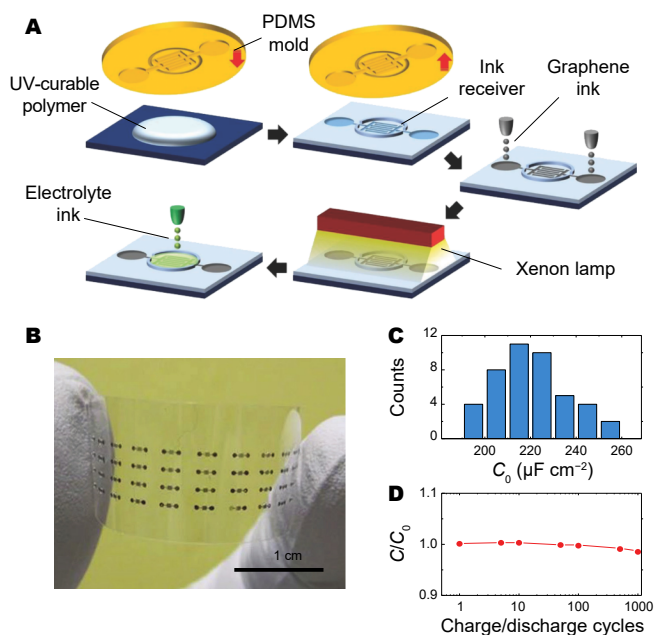 A
PDMS
mold
UV-curable
polymer
Ink
receiver
Graphene
ink
Electrolyte
ink
Xenon lamp
B
1 cm
C
Counts
12
8
4
0
200
220
240
260
C₀ (µF cm⁻²)
D
C/C₀
1.1
1.0
0.9
1
10
100
1000
Charge/discharge cycles